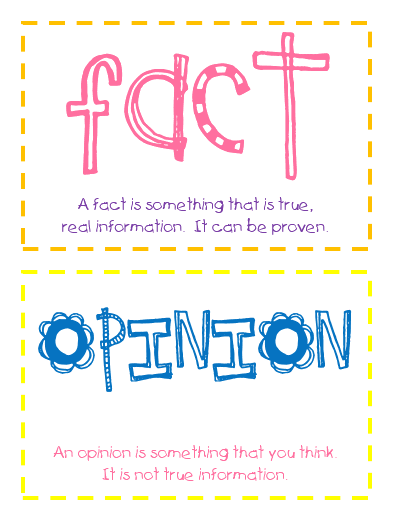 fact
A fact is something that is true,
real information. It can be proven.
OPINION
An opinion is something that you think.
It is not true information.